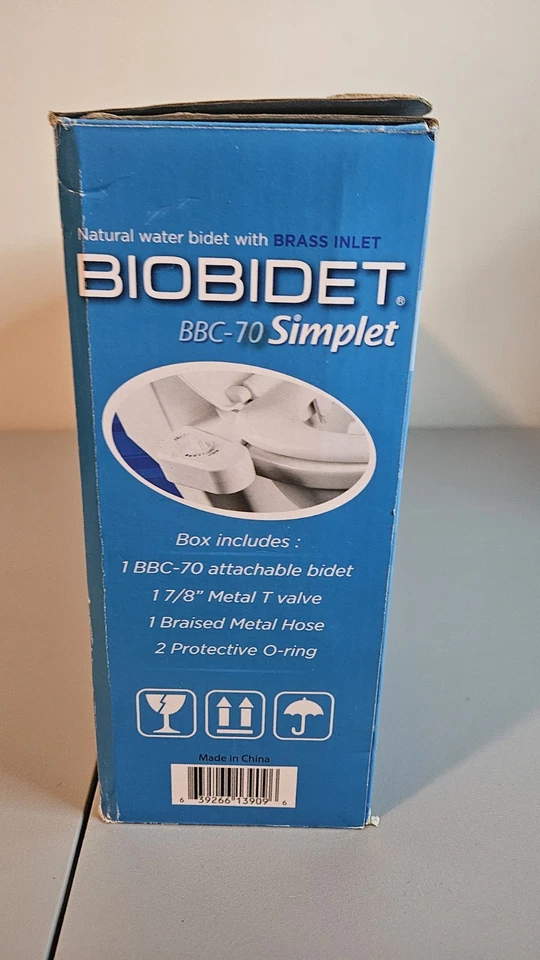 Natural water bidet with BRASS INLET
BIOBIDET®
BBC-70 Simplet
Box includes :
1 BBC-70 attachable bidet
1 7/8" Metal T valve
1 Braised Metal Hose
2 Protective O-ring
Made in China
6 39266 13909 6